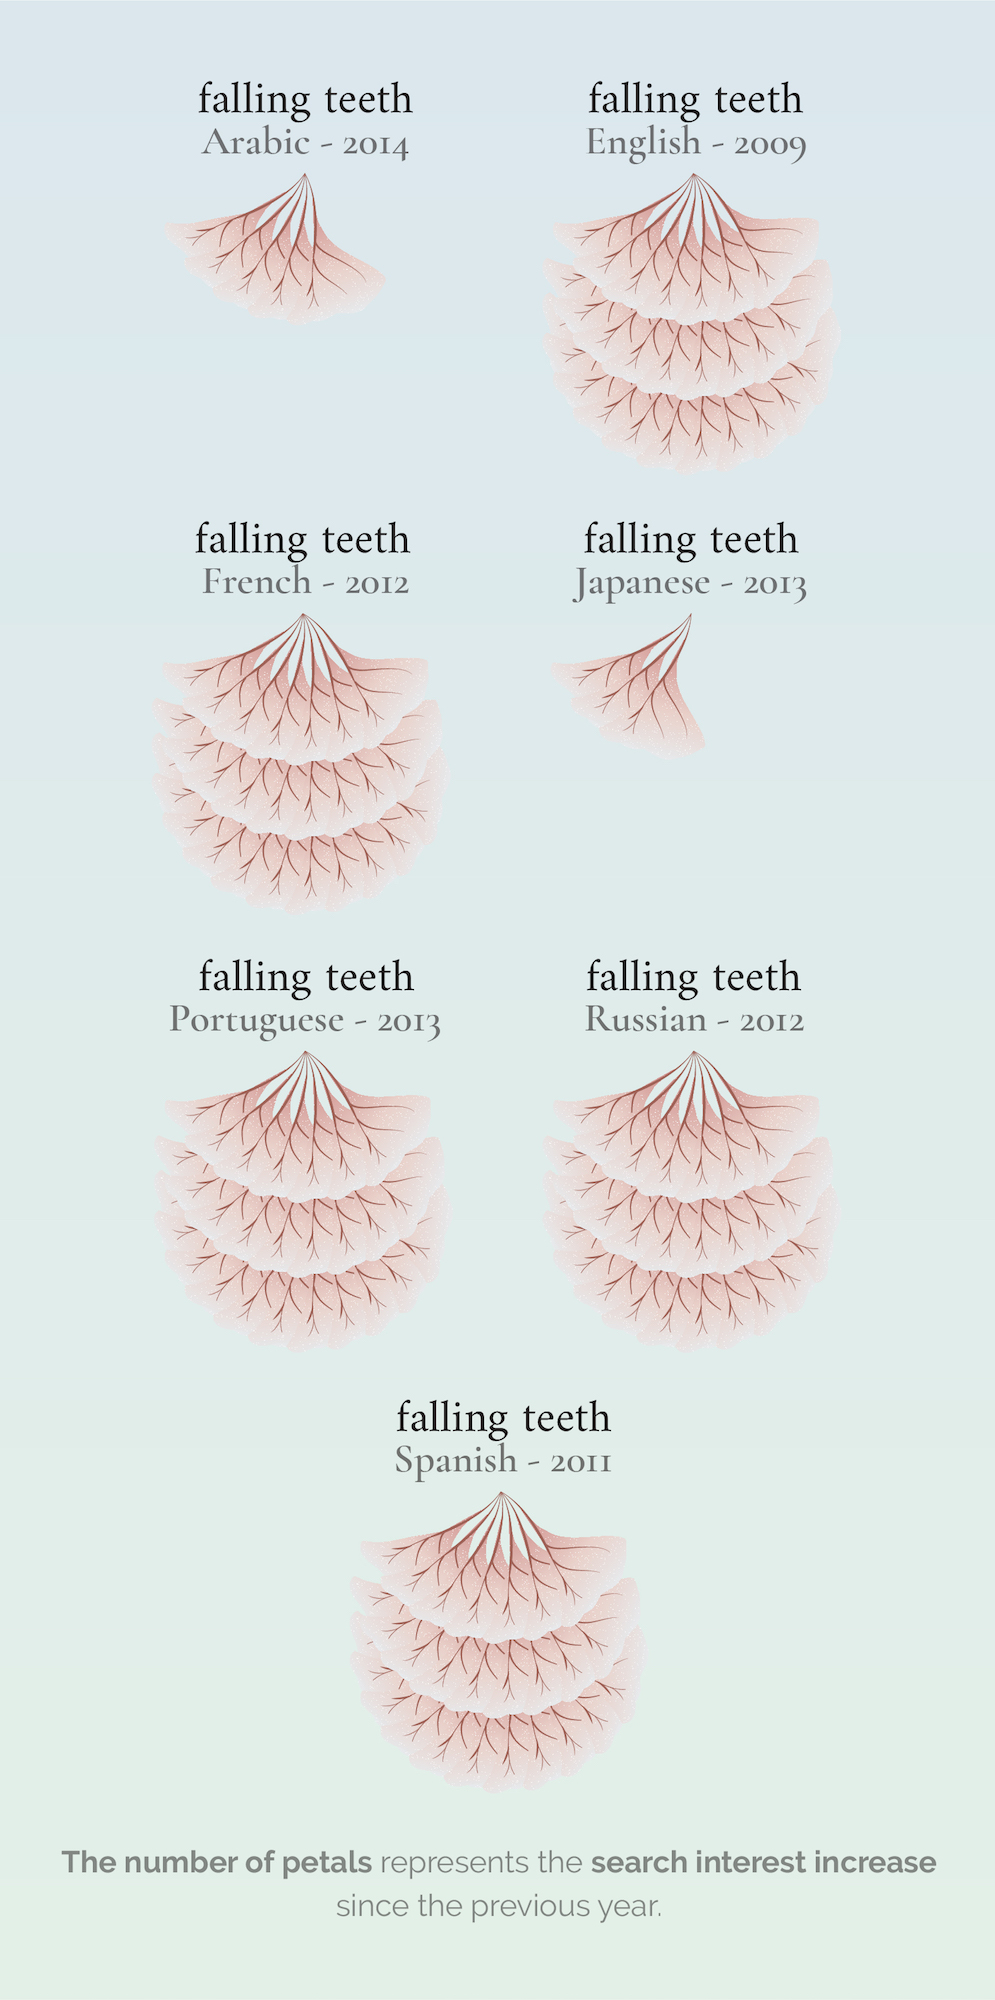 falling teeth
Arabic - 2014
falling teeth
English - 2009
falling teeth
French - 2012
falling teeth
Japanese - 2013
falling teeth
Portuguese - 2013
falling teeth
Russian - 2012
falling teeth
Spanish - 2011
The number of petals represents the search interest increase
since the previous year.